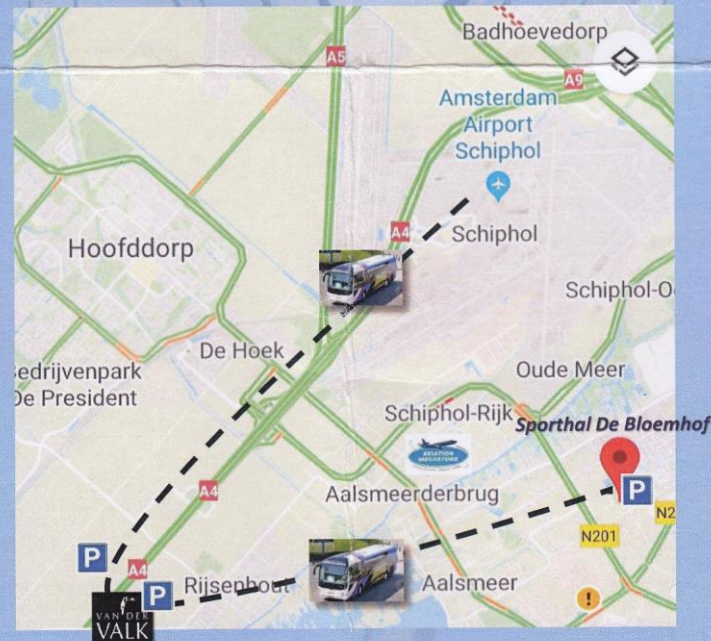 Badhoevedorp
A5
A9
Amsterdam
Airport
Schiphol
A4
Schiphol
Hoofddorp
Schiphol-O
De Hoek
edrijvenpark
De President
Oude Meer
Schiphol-Rijk
Sporthal De Bloemhof
AVIATION
MEGASTORE
P
A4
Aalsmeerderbrug
N2
N201
P
A4
P
Rijsenhout
Aalsmeer
!
VAN DER
VALK